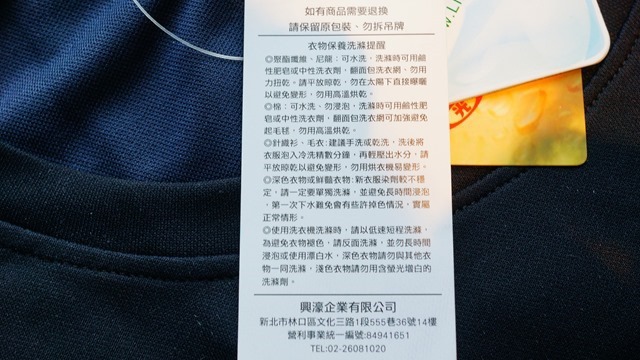 如有商品需要退換
請保留原包裝、勿拆吊牌
衣物保養洗滌提醒
◎聚酯纖維、尼龍：可水洗，洗滌時可用鹼
性肥皂或中性洗衣劑，翻面包洗衣網、勿用
力扭乾。請平放晾乾，勿在太陽下直接曝曬
以避免變形，勿用高溫烘乾。
◎棉：可水洗、勿浸泡，洗滌時可用鹼性肥
皂或中性洗衣劑，翻面包洗衣網可加強避免
起毛毬，勿用高溫烘乾。
◎針織衫、毛衣：建議手洗或乾洗，洗後將
衣服泡入冷洗精數分鐘，再輕壓出水分，請
平放晾乾以避免變形，勿用烘衣機易變形。
◎深色衣物或鮮豔衣物：新衣服染劑較不穩
定，請一定要單獨洗滌，並避免長時間浸泡
，第一次下水難免會有些許掉色情況，實屬
正常情形。
◎使用洗衣機洗滌時，請以低速短程洗滌，
為避免衣物褪色，請反面洗滌，並勿長時間
浸泡或使用漂白水，深色衣物請勿與其他衣
物一同洗滌，淺色衣物請勿用含螢光增白的
洗滌劑。
興濠企業有限公司
新北市林口區文化三路1段555巷36號14樓
營利事業統一編號:84941651
TEL:02-26081020